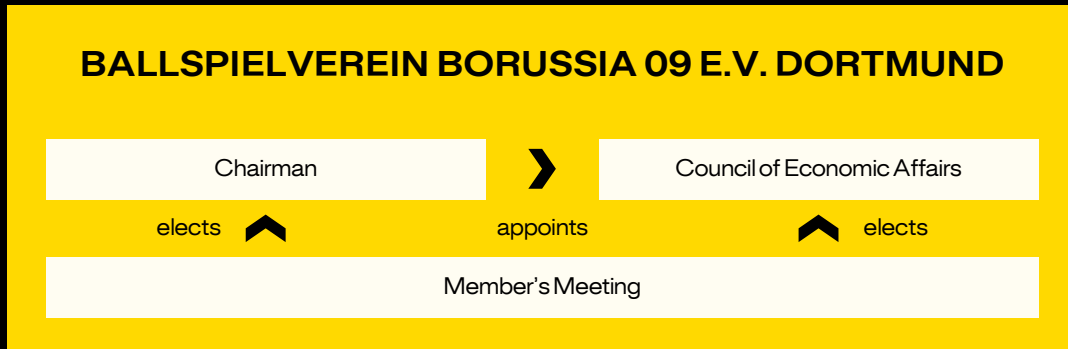 BALLSPIELVEREIN BORUSSIA 09 E.V. DORTMUND
Chairman
Council of Economic Affairs
elects
appoints
elects
Member's Meeting